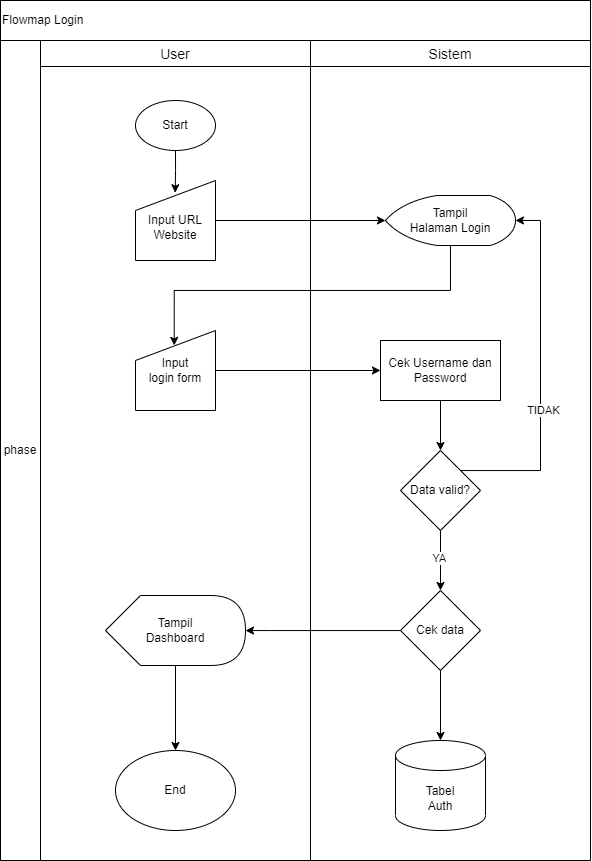 Flowmap Login
User
Sistem
phase
Start
Input URL
Website
Tampil
Halaman Login
Input
login form
Cek Username dan
Password
TIDAK
Data valid?
YA
Cek data
Tampil
Dashboard
End
Tabel
Auth